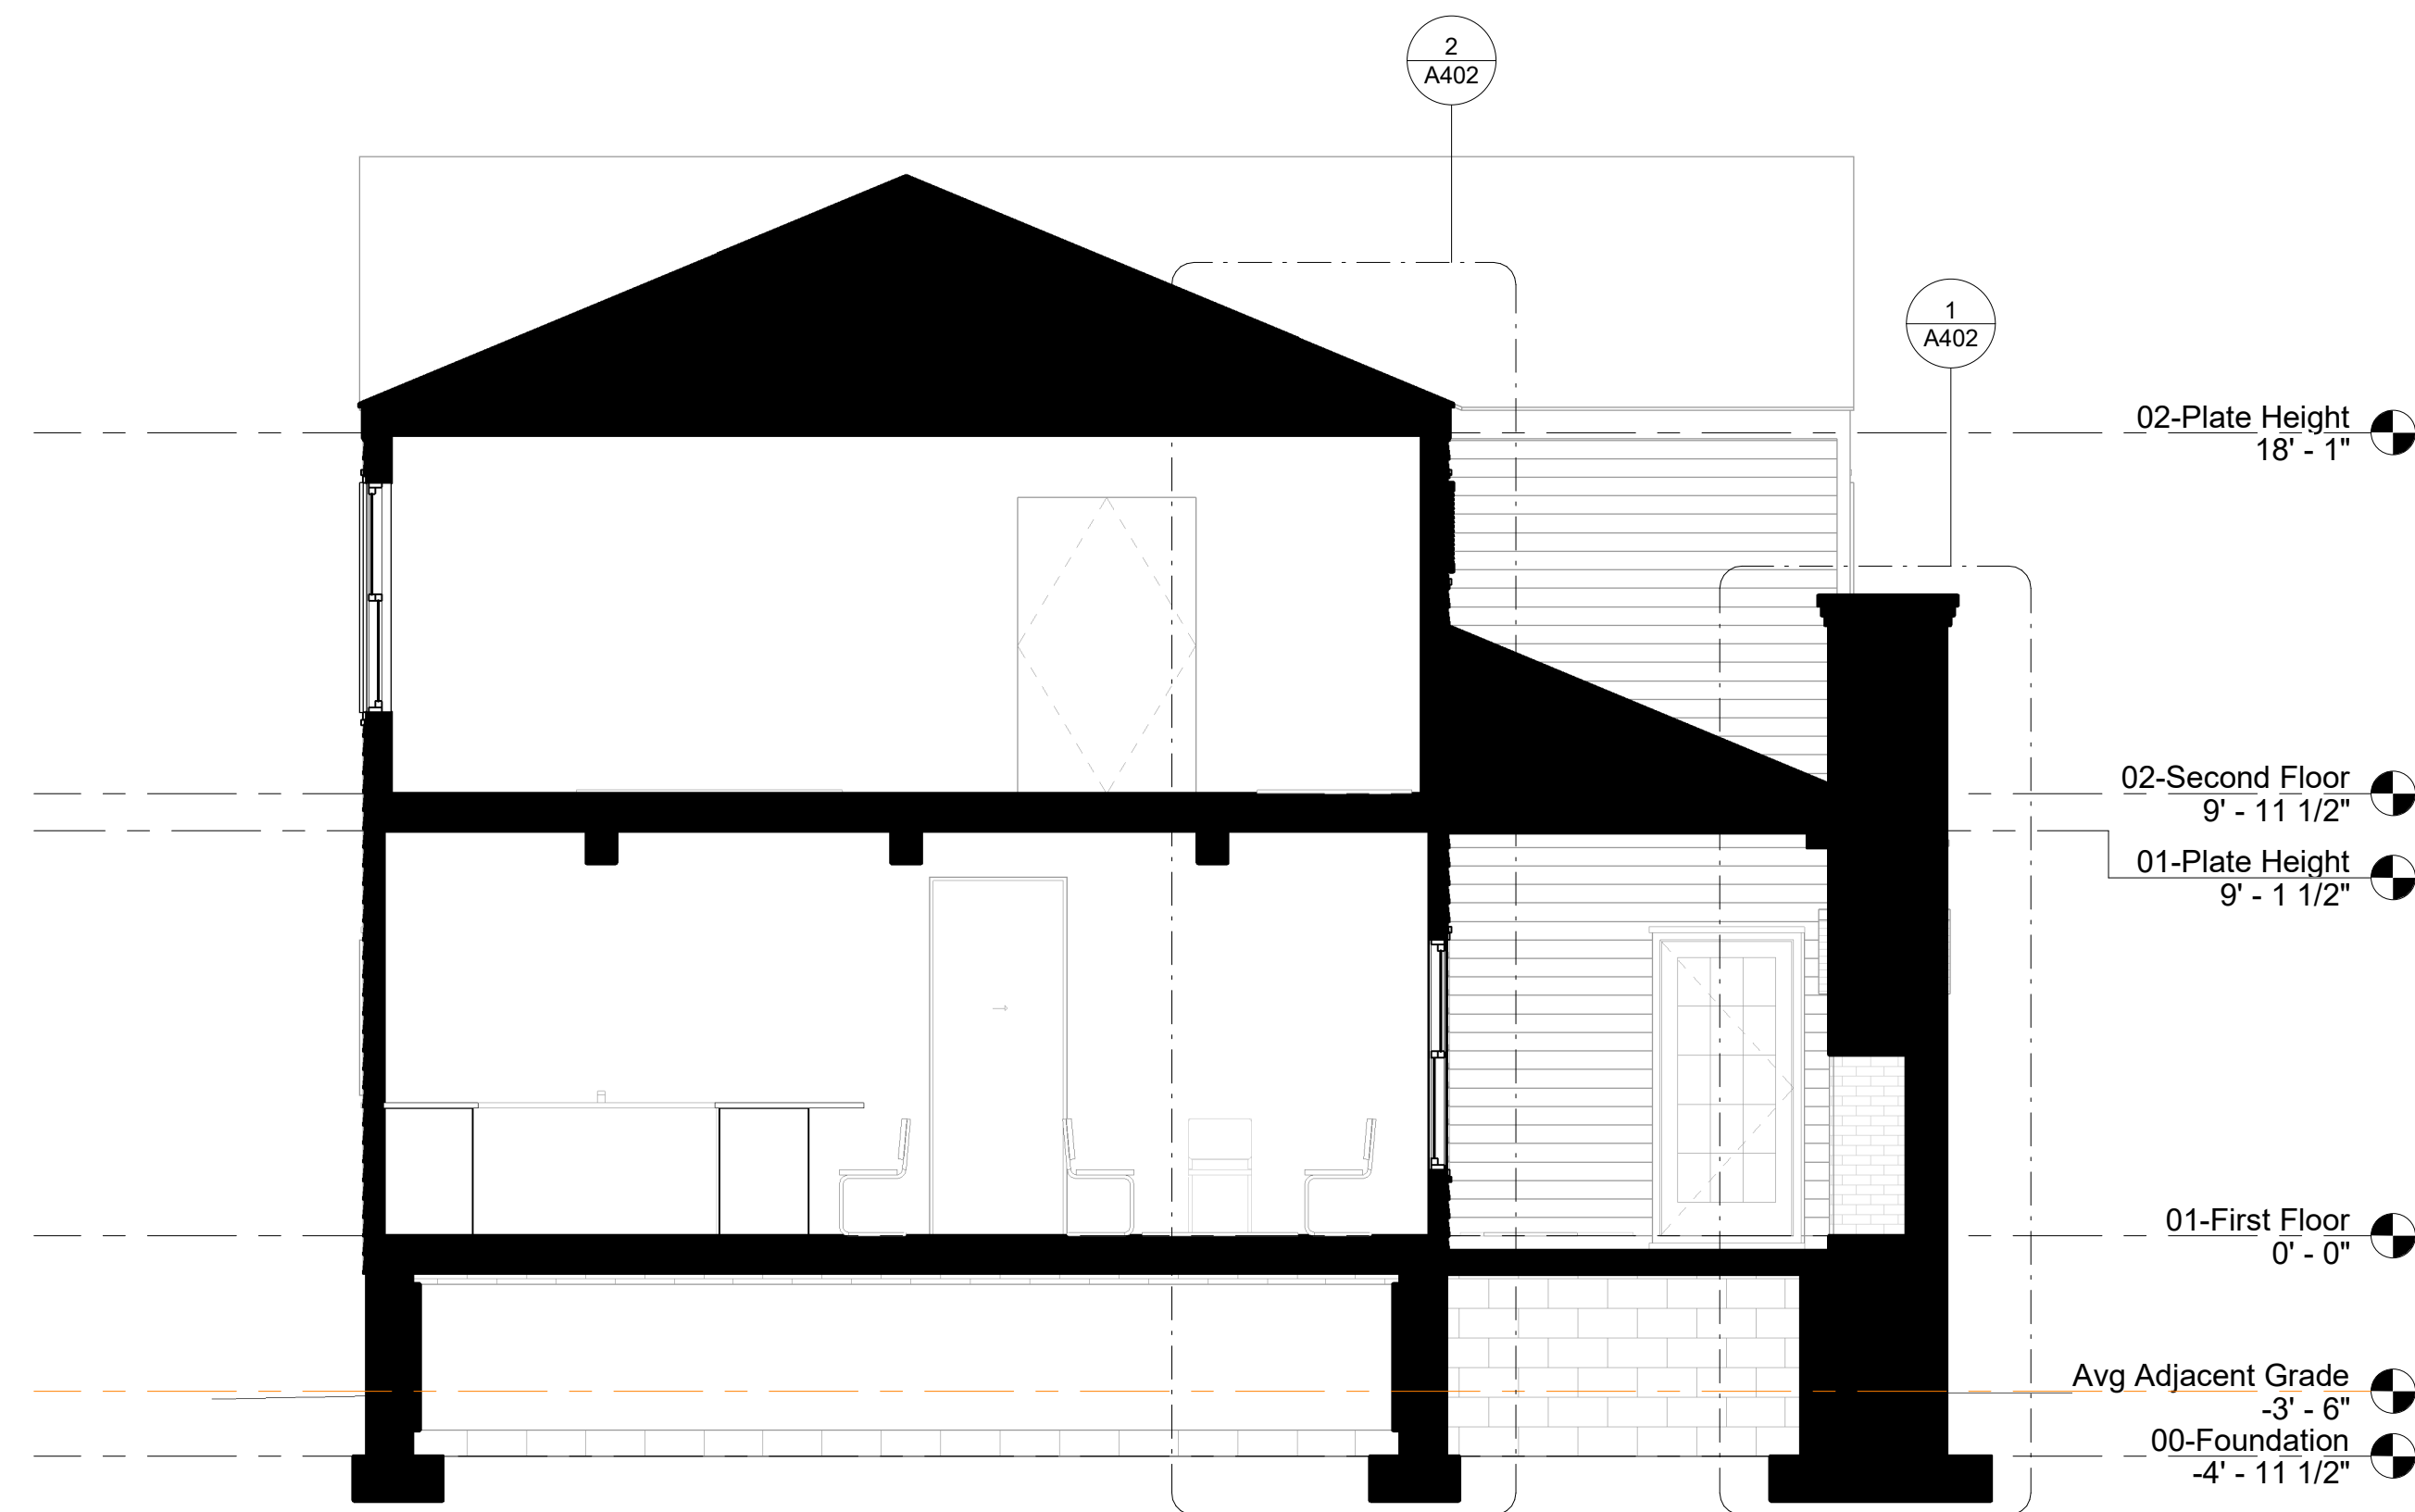 2
A402
1
A402
02-Plate Height
18' - 1"
02-Second Floor
9' - 11 1/2"
01-Plate Height
9' - 1 1/2"
01-First Floor
0' - 0"
Avg Adjacent Grade
-3' - 6"
00-Foundation
-4' - 11 1/2"